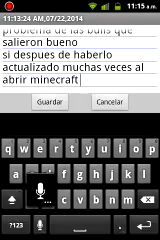 11:15 a.m.
11:13:24 AM,07/22,2014
problema de las bulls que
salieron bueno
si despues de haberlo
actualizado muchas veces al
abrir minecraft
Guardar
Cancelar
q w e r t y u i o p
a s d f g h j k l
z x c v b n m
?123 .